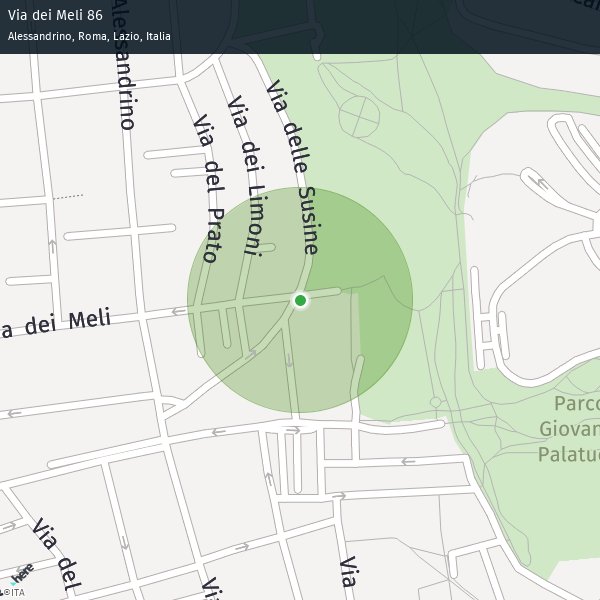 Via dei Meli 86
Alessandrino, Roma, Lazio, Italia
Alessandrino
Via del Prato
Via dei Limoni
Via delle Susine
a dei Meli
Parco
Giovan
Palatuc
Via del
Via
Via
here
©ITA